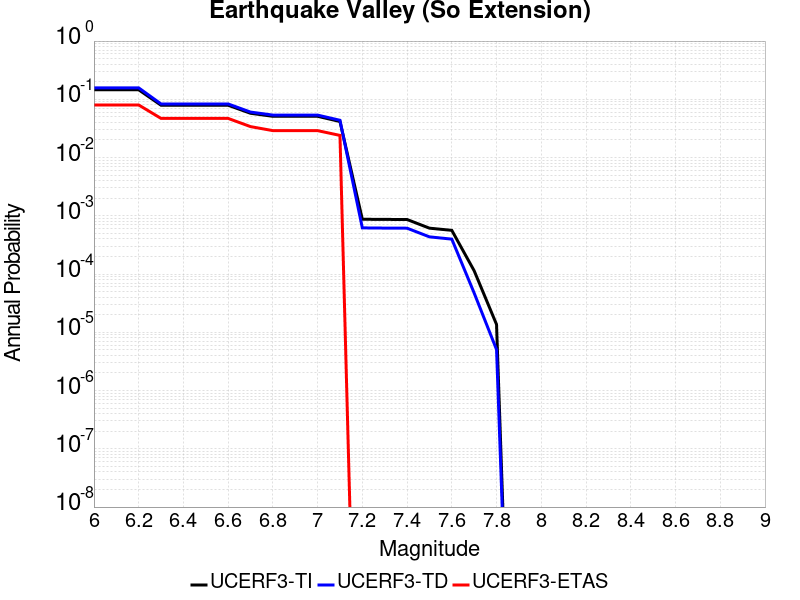 Earthquake Valley (So Extension)
10^0
10^-1
10^-2
10^-3
10^-4
10^-5
10^-6
10^-7
10^-8
Annual Probability
6 6.2 6.4 6.6 6.8 7 7.2 7.4 7.6 7.8 8 8.2 8.4 8.6 8.8 9
Magnitude
UCERF3-TI UCERF3-TD UCERF3-ETAS